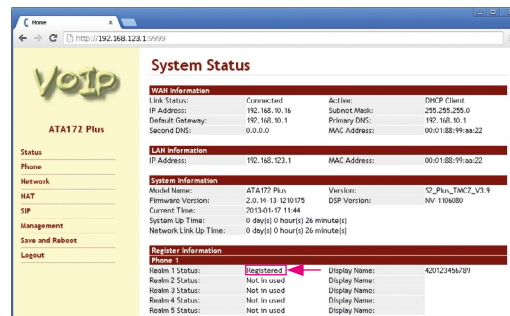 Home x
http://192.168.123.1:9999
VOIP
ATA172 Plus
Status
Phone
Network
NAT
SIP
Management
Save and Reboot
Logout
System Status
WAN Information
Link Status: Connected Active: DHCP Client
IP Address: 192.168.10.16 Subnet Mask: 255.255.255.0
Default Gateway: 192.168.10.1 Primary DNS: 192.168.10.1
Second DNS: 0.0.0.0 MAC Address: 00:01:88:99:aa:22
LAN Information
IP Address: 192.168.123.1 MAC Address: 00:01:88:99:aa:22
System Information
Model Name: ATA172 Plus Version: S2_Plus_TMCZ_V3.9
Firmware Version: 2.0.14-13-1210175 DSP Version: NV-1106080
Current Time: 2013-01-17 11:44
System Up Time: 0 day(s) 0 hour(s) 26 minute(s)
Network Link Up Time: 0 day(s) 0 hour(s) 26 minute(s)
Register Information
Phone 1
Realm 1 Status: Registered Display Name: 420123456789
Realm 2 Status: Not in used Display Name:
Realm 3 Status: Not in used Display Name:
Realm 4 Status: Not in used Display Name:
Realm 5 Status: Not in used Display Name: